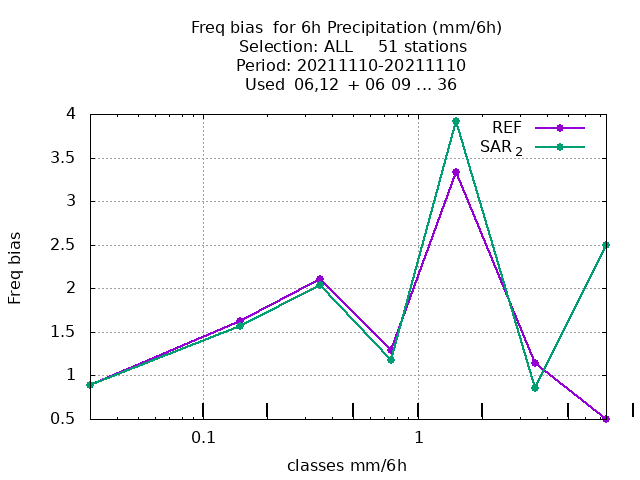 Freq bias  for 6h Precipitation (mm/6h)
Selection: ALL     51 stations
Period: 20211110-20211110
Used  06,12  + 06 09 ... 36
4
3.5
3
2.5
2
1.5
1
0.5
Freq bias
REF
SAR 2
0.1
1
classes mm/6h